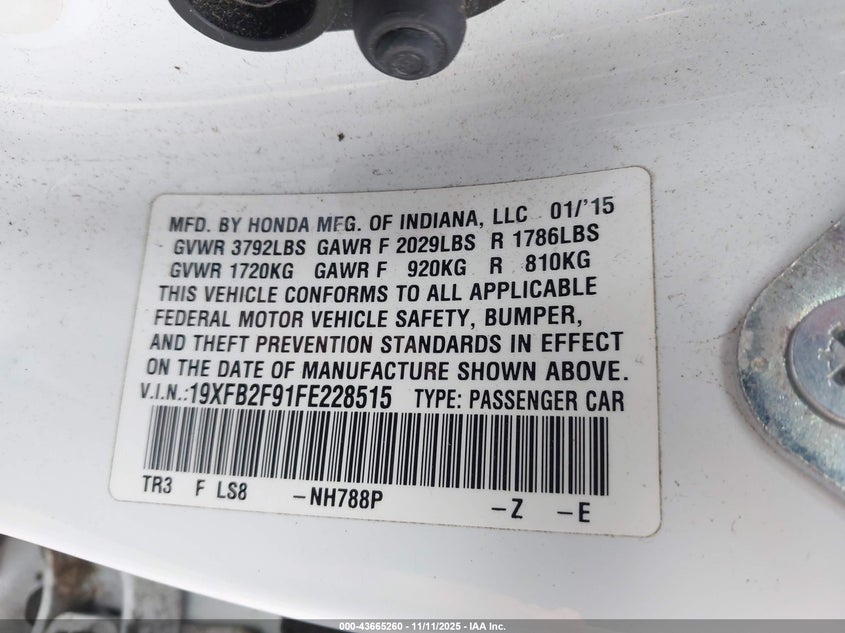 MFD. BY HONDA MFG. OF INDIANA, LLC 01/'15
GVWR 3792LBS GAWR F 2029LBS R 1786LBS
GVWR 1720KG GAWR F 920KG R 810KG
THIS VEHICLE CONFORMS TO ALL APPLICABLE
FEDERAL MOTOR VEHICLE SAFETY, BUMPER,
AND THEFT PREVENTION STANDARDS IN EFFECT
ON THE DATE OF MANUFACTURE SHOWN ABOVE.
V.I.N.:19XFB2F91FE228515 TYPE: PASSENGER CAR
TR3 F LS8 -NH788P -Z -E
000-43665260 - 11/11/2025 - IAA Inc.